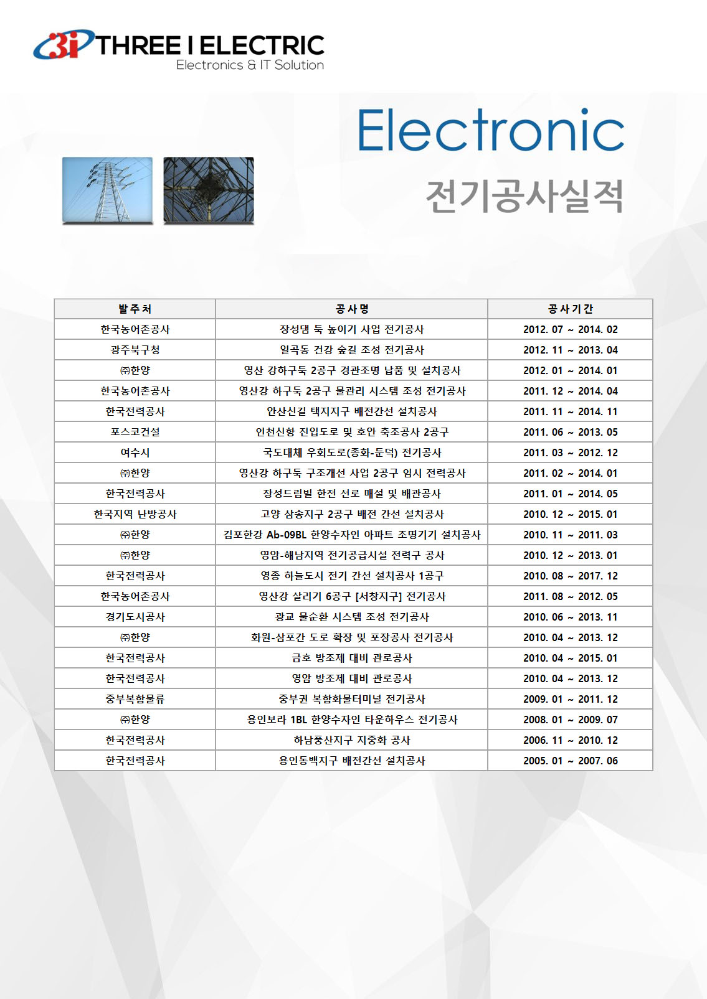 3i THREE I ELECTRIC
Electronics & IT Solution
Electronic
전기공사실적
발주처 공사명 공사기간
한국농어촌공사 장성댐 둑 높이기 사업 전기공사 2012. 07 ~ 2014. 02
광주북구청 일곡동 건강 숲길 조성 전기공사 2012. 11 ~ 2013. 04
㈜한양 영산 강하구둑 2공구 경관조명 납품 및 설치공사 2012. 01 ~ 2014. 01
한국농어촌공사 영산강 하구둑 2공구 물관리 시스템 조성 전기공사 2011. 12 ~ 2014. 04
한국전력공사 안산신길 택지지구 배전간선 설치공사 2011. 11 ~ 2014. 11
포스코건설 인천신항 진입도로 및 호안 축조공사 2공구 2011. 06 ~ 2013. 05
여수시 국도대체 우회도로(종화-둔덕) 전기공사 2011. 03 ~ 2012. 12
㈜한양 영산강 하구둑 구조개선 사업 2공구 임시 전력공사 2011. 02 ~ 2014. 01
한국전력공사 장성드림빌 한전 선로 매설 및 배관공사 2011. 01 ~ 2014. 05
한국지역 난방공사 고양 삼송지구 2공구 배전 간선 설치공사 2010. 12 ~ 2015. 01
㈜한양 김포한강 Ab-09BL 한양수자인 아파트 조명기기 설치공사 2010. 11 ~ 2011. 03
㈜한양 영암-해남지역 전기공급시설 전력구 공사 2010. 12 ~ 2013. 01
한국전력공사 영종 하늘도시 전기 간선 설치공사 1공구 2010. 08 ~ 2017. 12
한국농어촌공사 영산강 살리기 6공구 [서창지구] 전기공사 2011. 08 ~ 2012. 05
경기도시공사 광교 물순환 시스템 조성 전기공사 2010. 06 ~ 2013. 11
㈜한양 화원-삼포간 도로 확장 및 포장공사 전기공사 2010. 04 ~ 2013. 12
한국전력공사 금호 방조제 대비 관로공사 2010. 04 ~ 2015. 01
한국전력공사 영암 방조제 대비 관로공사 2010. 04 ~ 2013. 12
중부복합물류 중부권 복합화물터미널 전기공사 2009. 01 ~ 2011. 12
㈜한양 용인보라 1BL 한양수자인 타운하우스 전기공사 2008. 01 ~ 2009. 07
한국전력공사 하남풍산지구 지중화 공사 2006. 11 ~ 2010. 12
한국전력공사 용인동백지구 배전간선 설치공사 2005. 01 ~ 2007. 06